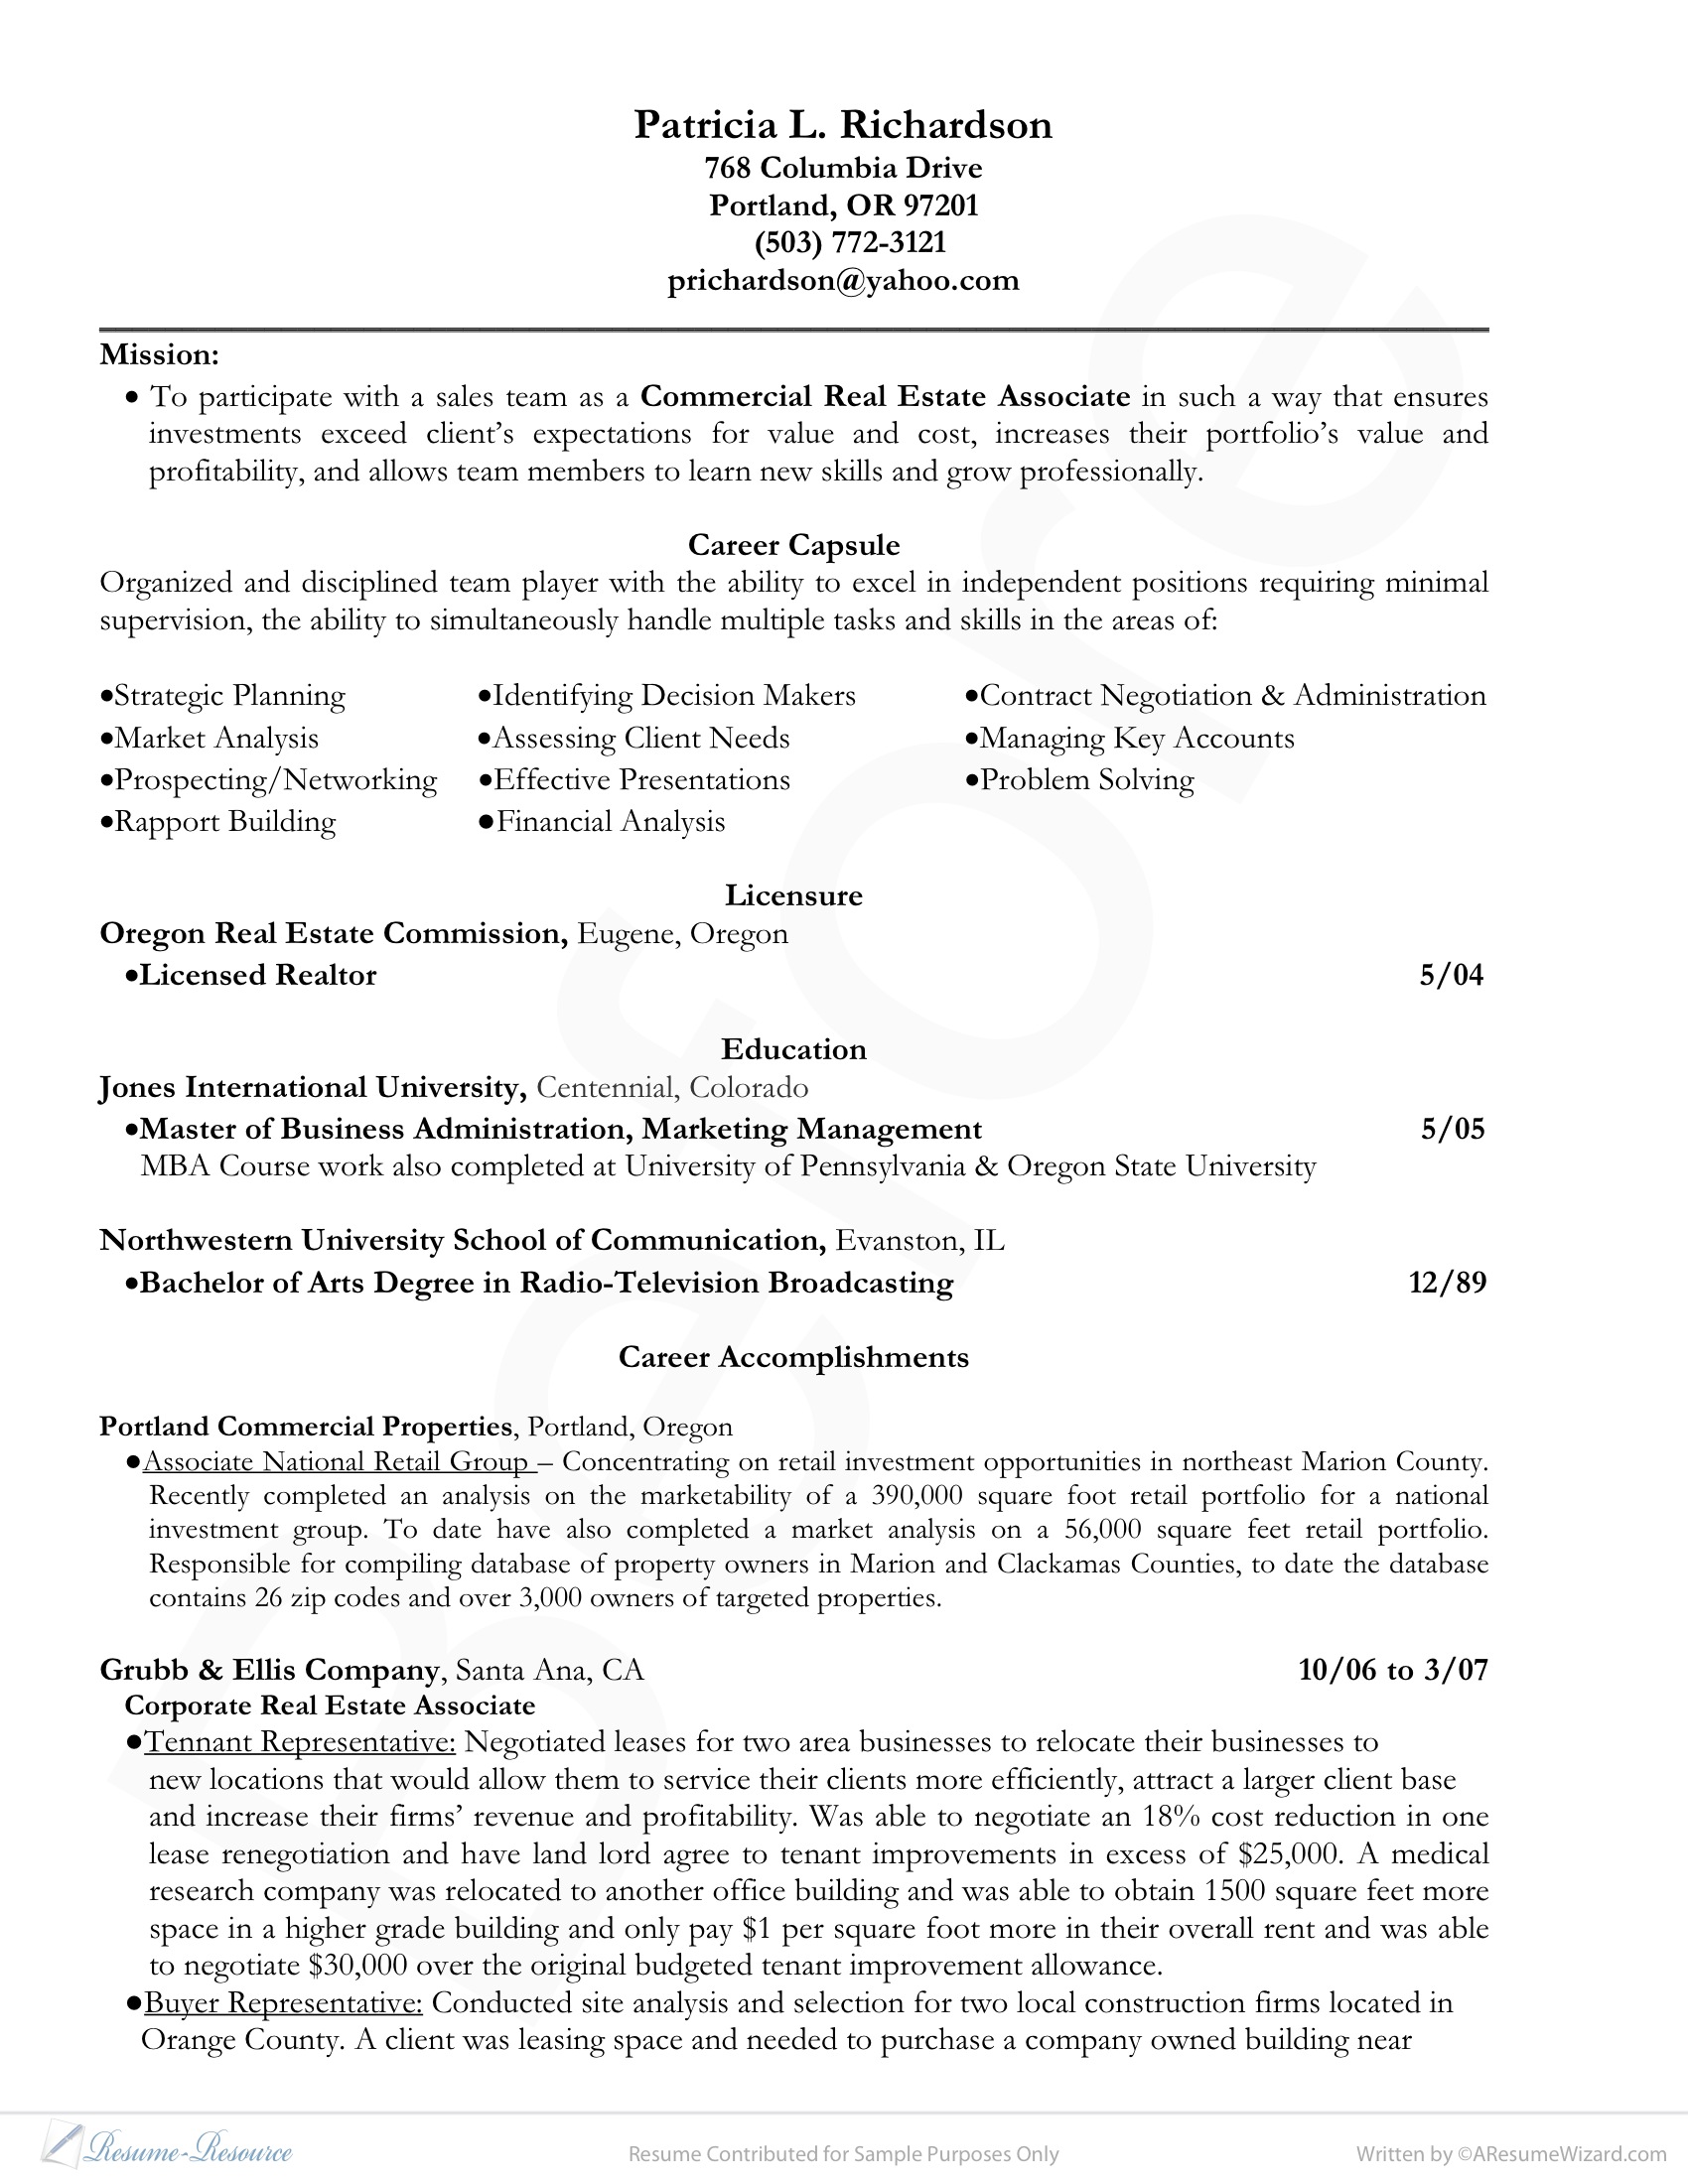 Patricia L. Richardson
768 Columbia Drive
Portland, OR 97201
(503) 772-3121
prichardson@yahoo.com
Mission:
• To participate with a sales team as a Commercial Real Estate Associate in such a way that ensures
investments exceed client’s expectations for value and cost, increases their portfolio’s value and
profitability, and allows team members to learn new skills and grow professionally.
Career Capsule
Organized and disciplined team player with the ability to excel in independent positions requiring minimal
supervision, the ability to simultaneously handle multiple tasks and skills in the areas of:
•Strategic Planning •Identifying Decision Makers •Contract Negotiation & Administration
•Market Analysis •Assessing Client Needs •Managing Key Accounts
•Prospecting/Networking •Effective Presentations •Problem Solving
•Rapport Building •Financial Analysis
Licensure
Oregon Real Estate Commission, Eugene, Oregon
•Licensed Realtor 5/04
Education
Jones International University, Centennial, Colorado
•Master of Business Administration, Marketing Management 5/05
MBA Course work also completed at University of Pennsylvania & Oregon State University
Northwestern University School of Communication, Evanston, IL
•Bachelor of Arts Degree in Radio-Television Broadcasting 12/89
Career Accomplishments
Portland Commercial Properties, Portland, Oregon
•Associate National Retail Group – Concentrating on retail investment opportunities in northeast Marion County.
Recently completed an analysis on the marketability of a 390,000 square foot retail portfolio for a national
investment group. To date have also completed a market analysis on a 56,000 square feet retail portfolio.
Responsible for compiling database of property owners in Marion and Clackamas Counties, to date the database
contains 26 zip codes and over 3,000 owners of targeted properties.
Grubb & Ellis Company, Santa Ana, CA 10/06 to 3/07
Corporate Real Estate Associate
•Tennant Representative: Negotiated leases for two area businesses to relocate their businesses to
new locations that would allow them to service their clients more efficiently, attract a larger client base
and increase their firms’ revenue and profitability. Was able to negotiate an 18% cost reduction in one
lease renegotiation and have land lord agree to tenant improvements in excess of $25,000. A medical
research company was relocated to another office building and was able to obtain 1500 square feet more
space in a higher grade building and only pay $1 per square foot more in their overall rent and was able
to negotiate $30,000 over the original budgeted tenant improvement allowance.
•Buyer Representative: Conducted site analysis and selection for two local construction firms located in
Orange County. A client was leasing space and needed to purchase a company owned building near
Before
Resume-Resource Resume Contributed for Sample Purposes Only Written by ©AResumeWizard.com